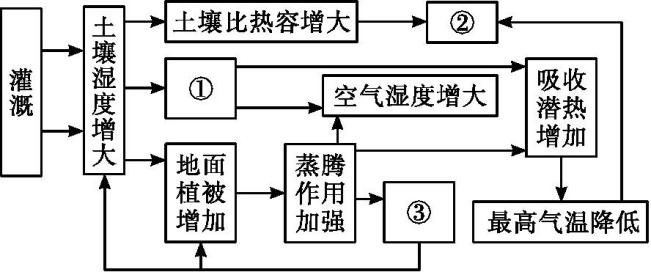 灌溉
土壤湿度增大
土壤比热容增大
②
①
空气湿度增大
吸收
潜热
增加
地面
植被
增加
蒸腾
作用
加强
③
最高气温降低